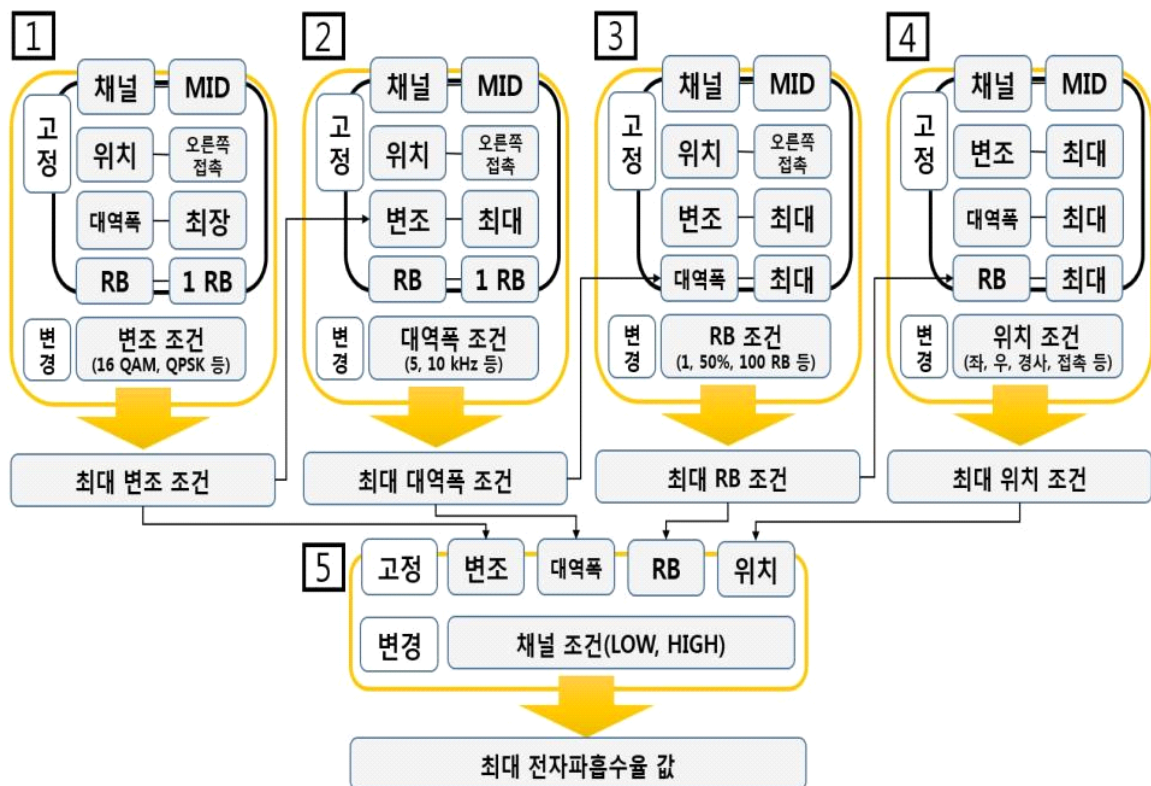 1
채널 MID
고정
위치 오른쪽 접촉
대역폭 최장
RB 1 RB
변경
변조 조건
(16 QAM, QPSK 등)
최대 변조 조건
2
채널 MID
고정
위치 오른쪽 접촉
변조 최대
RB 1 RB
변경
대역폭 조건
(5, 10 kHz 등)
최대 대역폭 조건
3
채널 MID
고정
위치 오른쪽 접촉
변조 최대
대역폭 최대
변경
RB 조건
(1, 50%, 100 RB 등)
최대 RB 조건
4
채널 MID
고정
변조 최대
대역폭 최대
RB 최대
변경
위치 조건
(좌, 우, 경사, 접촉 등)
최대 위치 조건
5
고정 변조 대역폭 RB 위치
변경 채널 조건(LOW, HIGH)
최대 전자파흡수율 값